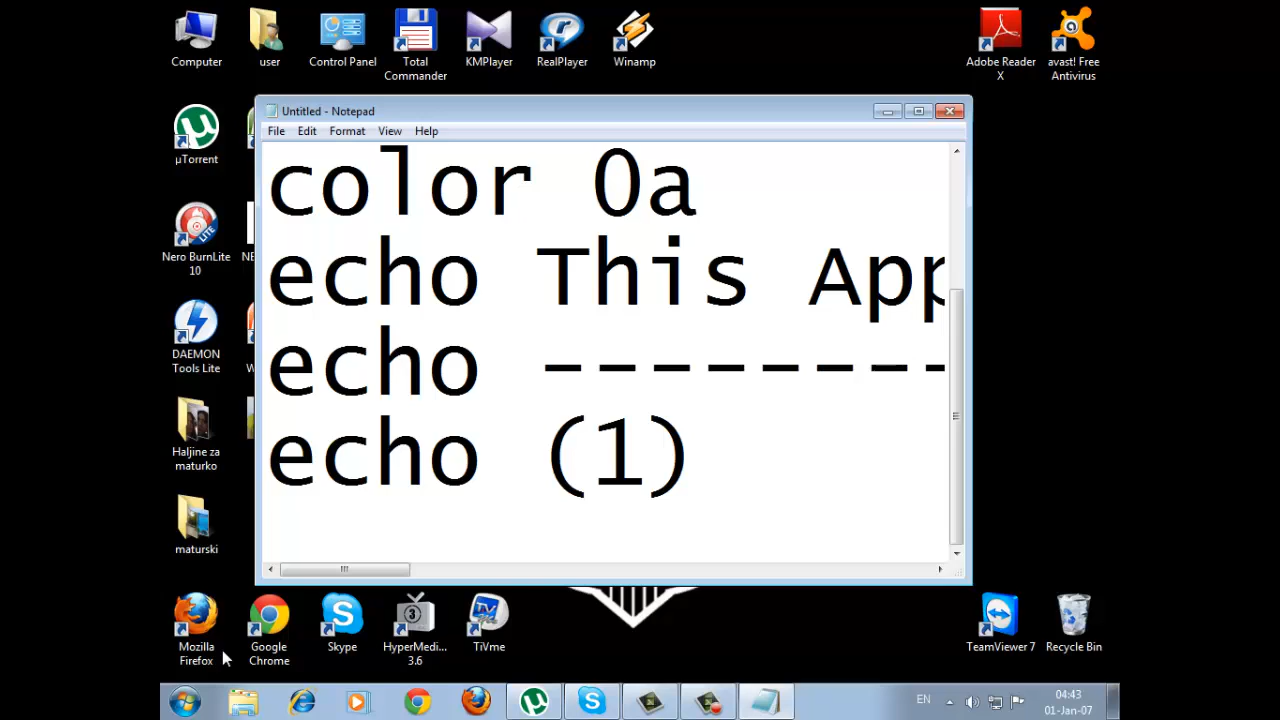 Computer
user
Control Panel
Total
Commander
KMPlayer
RealPlayer
Winamp
Adobe Reader
X
avast! Free
Antivirus
µTorrent
Untitled - Notepad
File Edit Format View Help
color 0a
echo This App
echo --------
echo (1)
Nero BurnLite
10
NE
DAEMON
Tools Lite
W
Haljine za
maturko
maturski
Mozilla
Firefox
Google
Chrome
Skype
HyperMedi...
3.6
TiVme
TeamViewer 7
Recycle Bin
EN
04:43
01-Jan-07